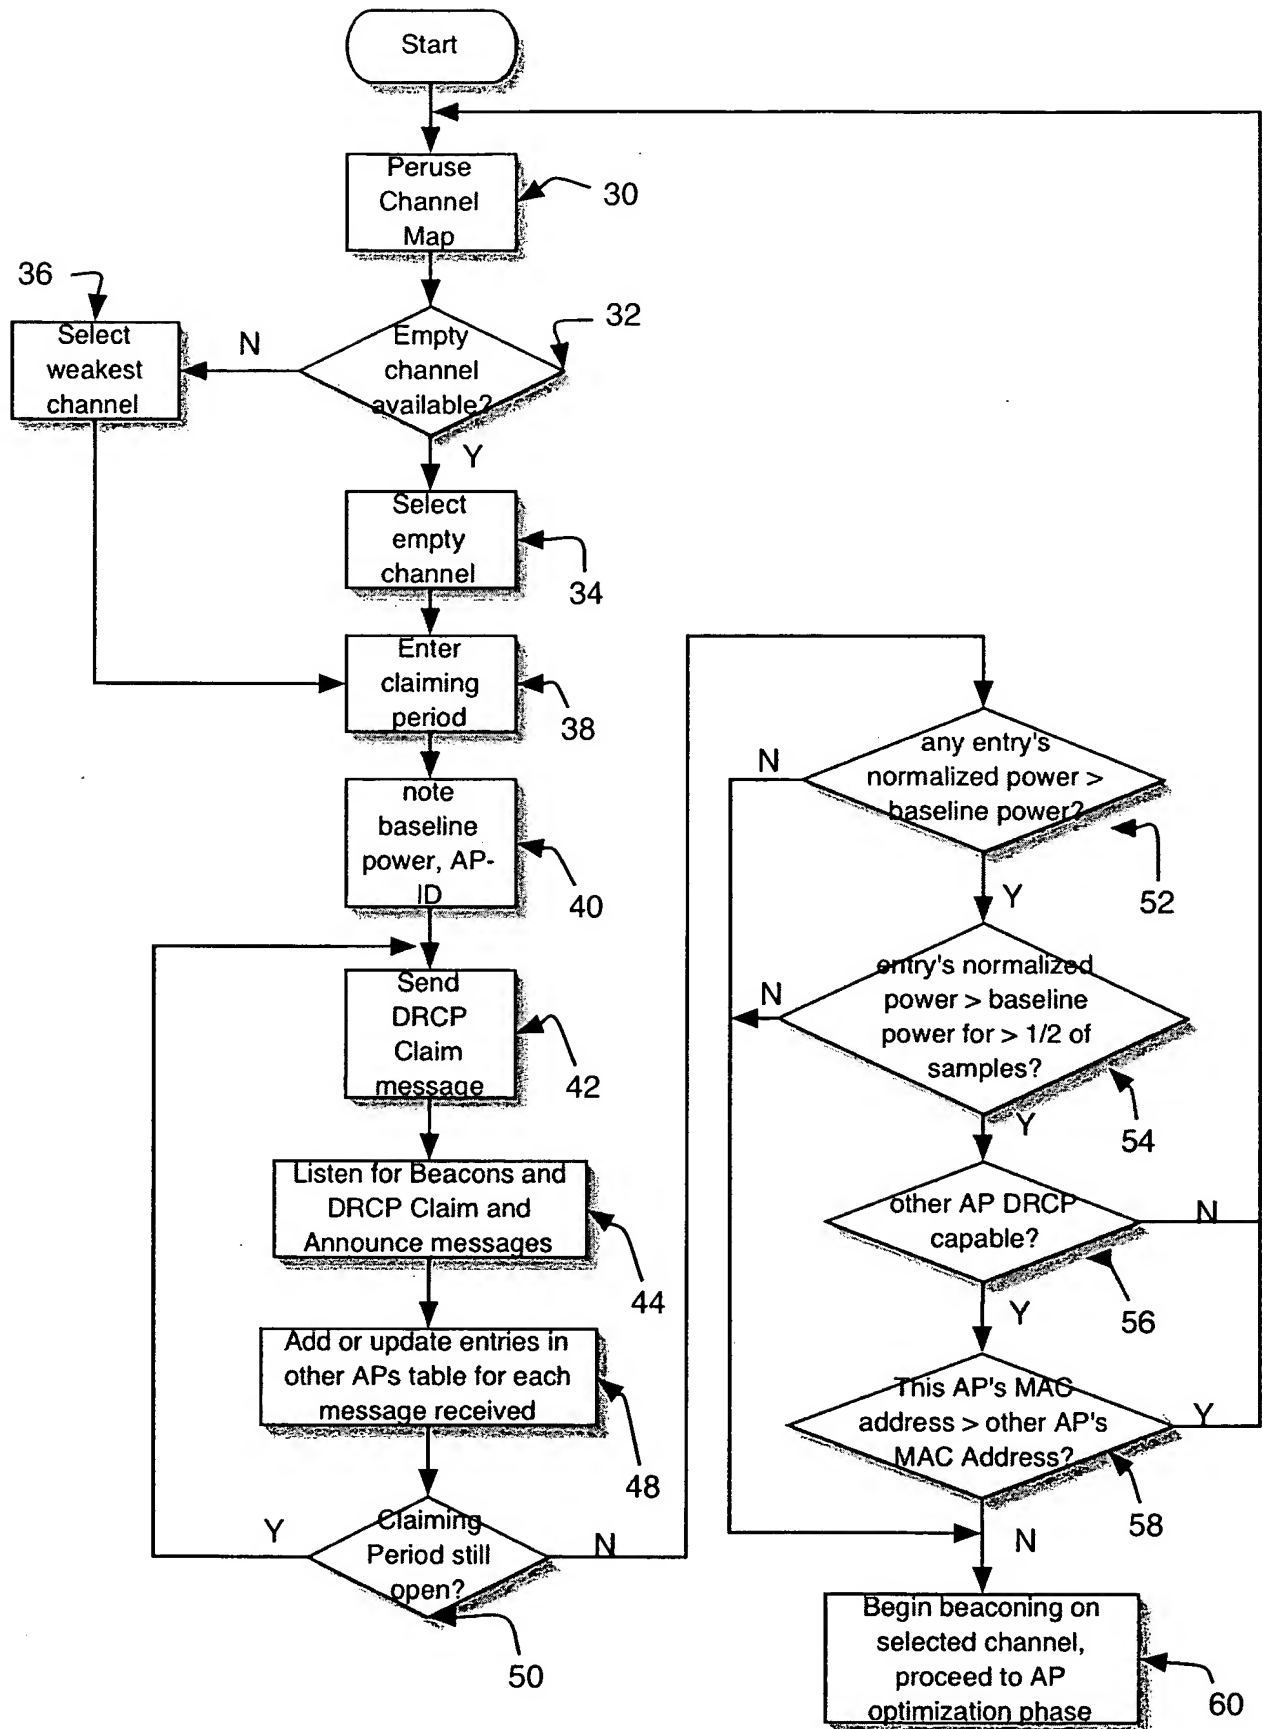 Start
Peruse
Channel
Map
30
36
Select
weakest
channel
N
Empty
channel
available?
32
Y
Select
empty
channel
34
Enter
claiming
period
38
note
baseline
power, AP-
ID
40
Send
DRCP
Claim
message
42
Listen for Beacons and
DRCP Claim and
Announce messages
44
Add or update entries in
other APs table for each
message received
48
Y
Claiming
Period still
open?
N
50
N
any entry's
normalized power >
baseline power?
52
Y
N
entry's normalized
power > baseline
power for > 1/2 of
samples?
54
Y
other AP DRCP
capable?
N
56
Y
This AP's MAC
address > other AP's
MAC Address?
Y
58
N
Begin beaconing on
selected channel,
proceed to AP
optimization phase
60